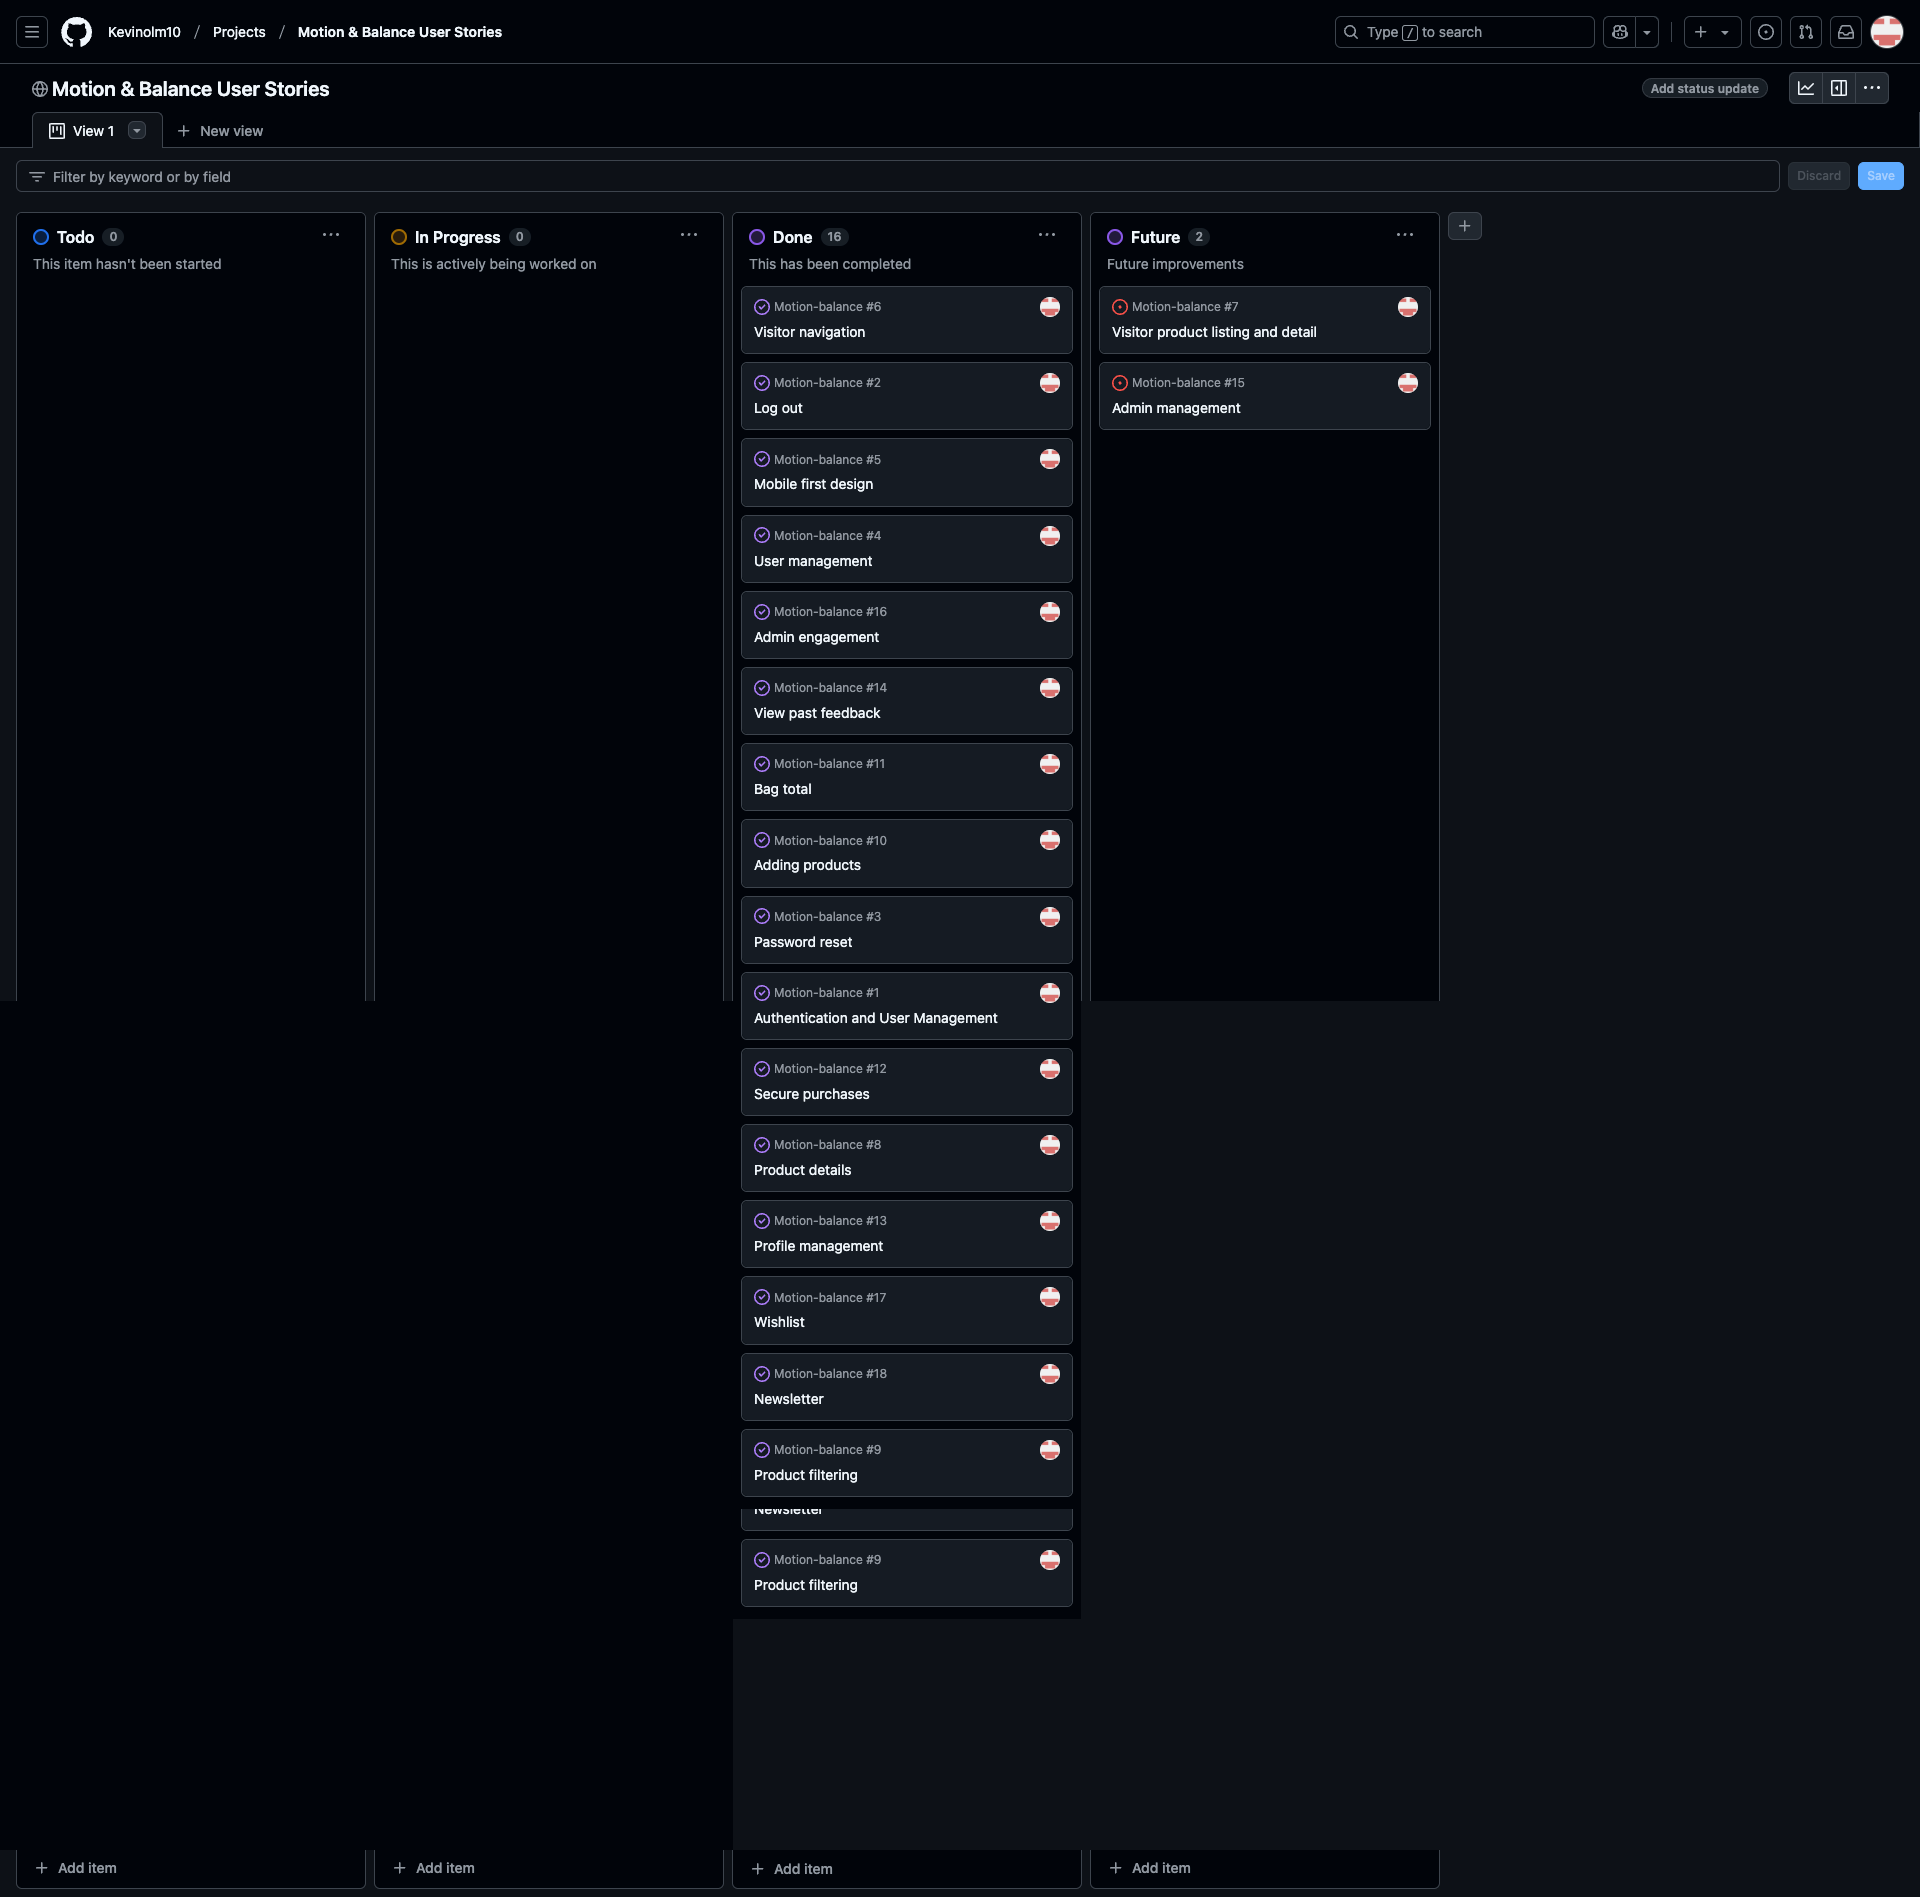 Kevinolm10 / Projects / Motion & Balance User Stories
Type / to search
Motion & Balance User Stories
Add status update
View 1
New view
Filter by keyword or by field
Discard
Save
Todo 0
This item hasn't been started
In Progress 0
This is actively being worked on
Done 16
This has been completed
Motion-balance #6
Visitor navigation
Motion-balance #2
Log out
Motion-balance #5
Mobile first design
Motion-balance #4
User management
Motion-balance #16
Admin engagement
Motion-balance #14
View past feedback
Motion-balance #11
Bag total
Motion-balance #10
Adding products
Motion-balance #3
Password reset
Motion-balance #1
Authentication and User Management
Motion-balance #12
Secure purchases
Motion-balance #8
Product details
Motion-balance #13
Profile management
Motion-balance #17
Wishlist
Motion-balance #18
Newsletter
Motion-balance #9
Product filtering
Newsletter
Motion-balance #9
Product filtering
Future 2
Future improvements
Motion-balance #7
Visitor product listing and detail
Motion-balance #15
Admin management
Add item
Add item
Add item
Add item